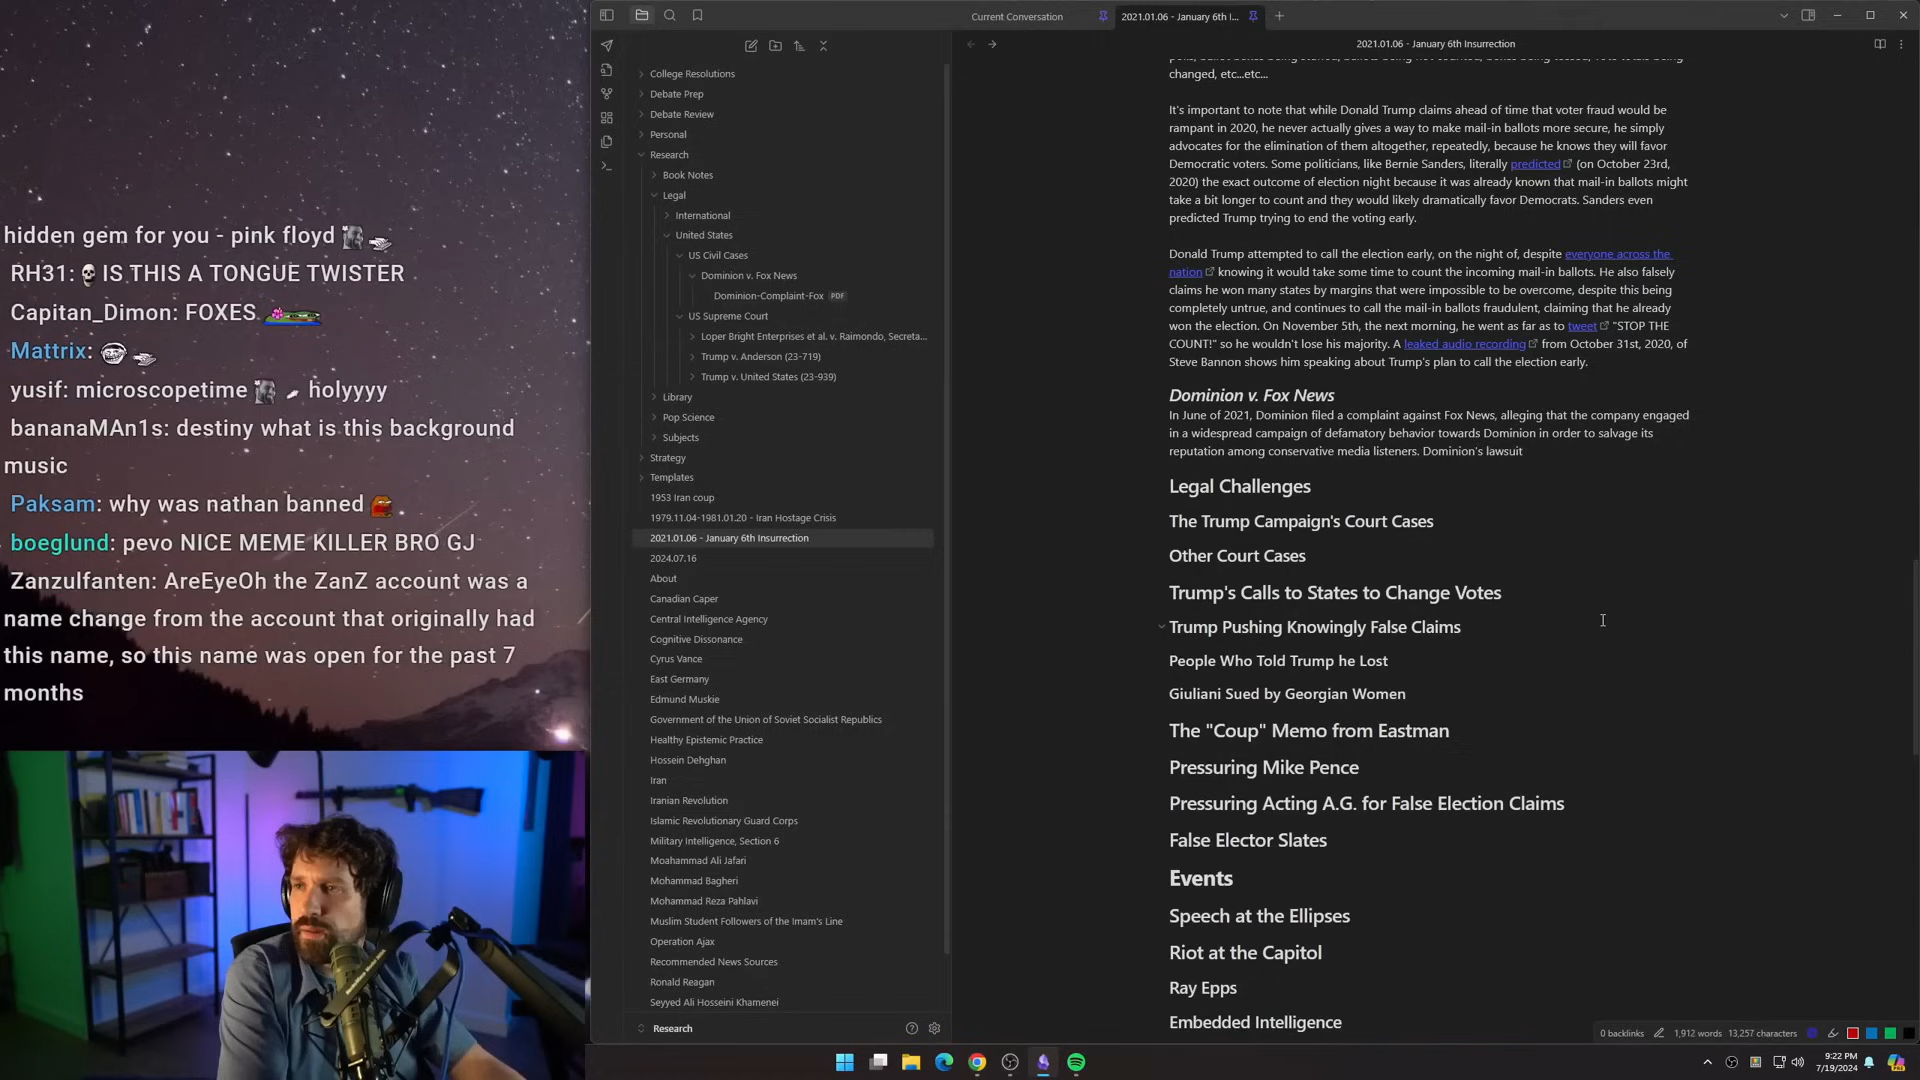 hidden gem for you - pink floyd
RH31: IS THIS A TONGUE TWISTER
Capitan_Dimon: FOXES
Mattrix:
yusif: microscopetime holyyyy
bananaMAn1s: destiny what is this background
music
Paksam: why was nathan banned
boeglund: pevo NICE MEME KILLER BRO GJ
Zanzulfanten: AreEyeOh the ZanZ account was a
name change from the account that originally had
this name, so this name was open for the past 7
months
College Resolutions
Debate Prep
Debate Review
Personal
Research
Book Notes
Legal
International
United States
US Civil Cases
Dominion v. Fox News
Dominion-Complaint-Fox PDF
US Supreme Court
Loper Bright Enterprises et al. v. Raimondo, Secreta...
Trump v. Anderson (23-719)
Trump v. United States (23-939)
Library
Pop Science
Subjects
Strategy
Templates
1953 Iran coup
1979.11.04-1981.01.20 - Iran Hostage Crisis
2021.01.06 - January 6th Insurrection
2024.07.16
About
Canadian Caper
Central Intelligence Agency
Cognitive Dissonance
Cyrus Vance
East Germany
Edmund Muskie
Government of the Union of Soviet Socialist Republics
Healthy Epistemic Practice
Hossein Dehghan
Iran
Iranian Revolution
Islamic Revolutionary Guard Corps
Military Intelligence, Section 6
Moahammad Ali Jafari
Mohammad Bagheri
Mohammad Reza Pahlavi
Muslim Student Followers of the Imam's Line
Operation Ajax
Recommended News Sources
Ronald Reagan
Seyyed Ali Hosseini Khamenei
Research
Current Conversation
2021.01.06 - January 6th I...
2021.01.06 - January 6th Insurrection
changed, etc...etc...
It's important to note that while Donald Trump claims ahead of time that voter fraud would be
rampant in 2020, he never actually gives a way to make mail-in ballots more secure, he simply
advocates for the elimination of them altogether, repeatedly, because he knows they will favor
Democratic voters. Some politicians, like Bernie Sanders, literally predicted (on October 23rd,
2020) the exact outcome of election night because it was already known that mail-in ballots might
take a bit longer to count and they would likely dramatically favor Democrats. Sanders even
predicted Trump trying to end the voting early.
Donald Trump attempted to call the election early, on the night of, despite everyone across the
nation knowing it would take some time to count the incoming mail-in ballots. He also falsely
claims he won many states by margins that were impossible to be overcome, despite this being
completely untrue, and continues to call the mail-in ballots fraudulent, claiming that he already
won the election. On November 5th, the next morning, he went as far as to tweet "STOP THE
COUNT!" so he wouldn't lose his majority. A leaked audio recording from October 31st, 2020, of
Steve Bannon shows him speaking about Trump's plan to call the election early.
Dominion v. Fox News
In June of 2021, Dominion filed a complaint against Fox News, alleging that the company engaged
in a widespread campaign of defamatory behavior towards Dominion in order to salvage its
reputation among conservative media listeners. Dominion's lawsuit
Legal Challenges
The Trump Campaign's Court Cases
Other Court Cases
Trump's Calls to States to Change Votes
Trump Pushing Knowingly False Claims
People Who Told Trump he Lost
Giuliani Sued by Georgian Women
The "Coup" Memo from Eastman
Pressuring Mike Pence
Pressuring Acting A.G. for False Election Claims
False Elector Slates
Events
Speech at the Ellipses
Riot at the Capitol
Ray Epps
Embedded Intelligence
0 backlinks 1,912 words 13,257 characters
9:22 PM
7/19/2024